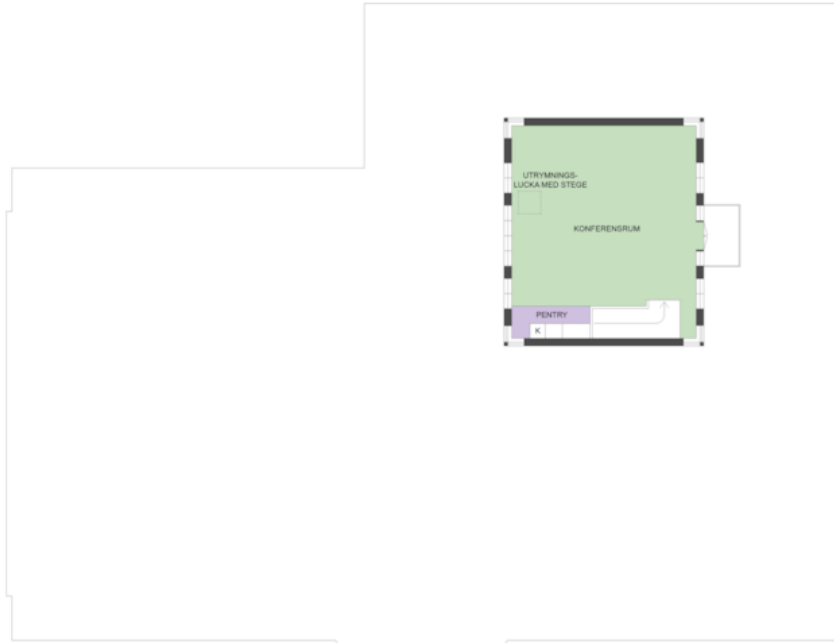 UTRYMNINGS-
LUCKA MED STEGE
KONFERENSRUM
PENTRY
K